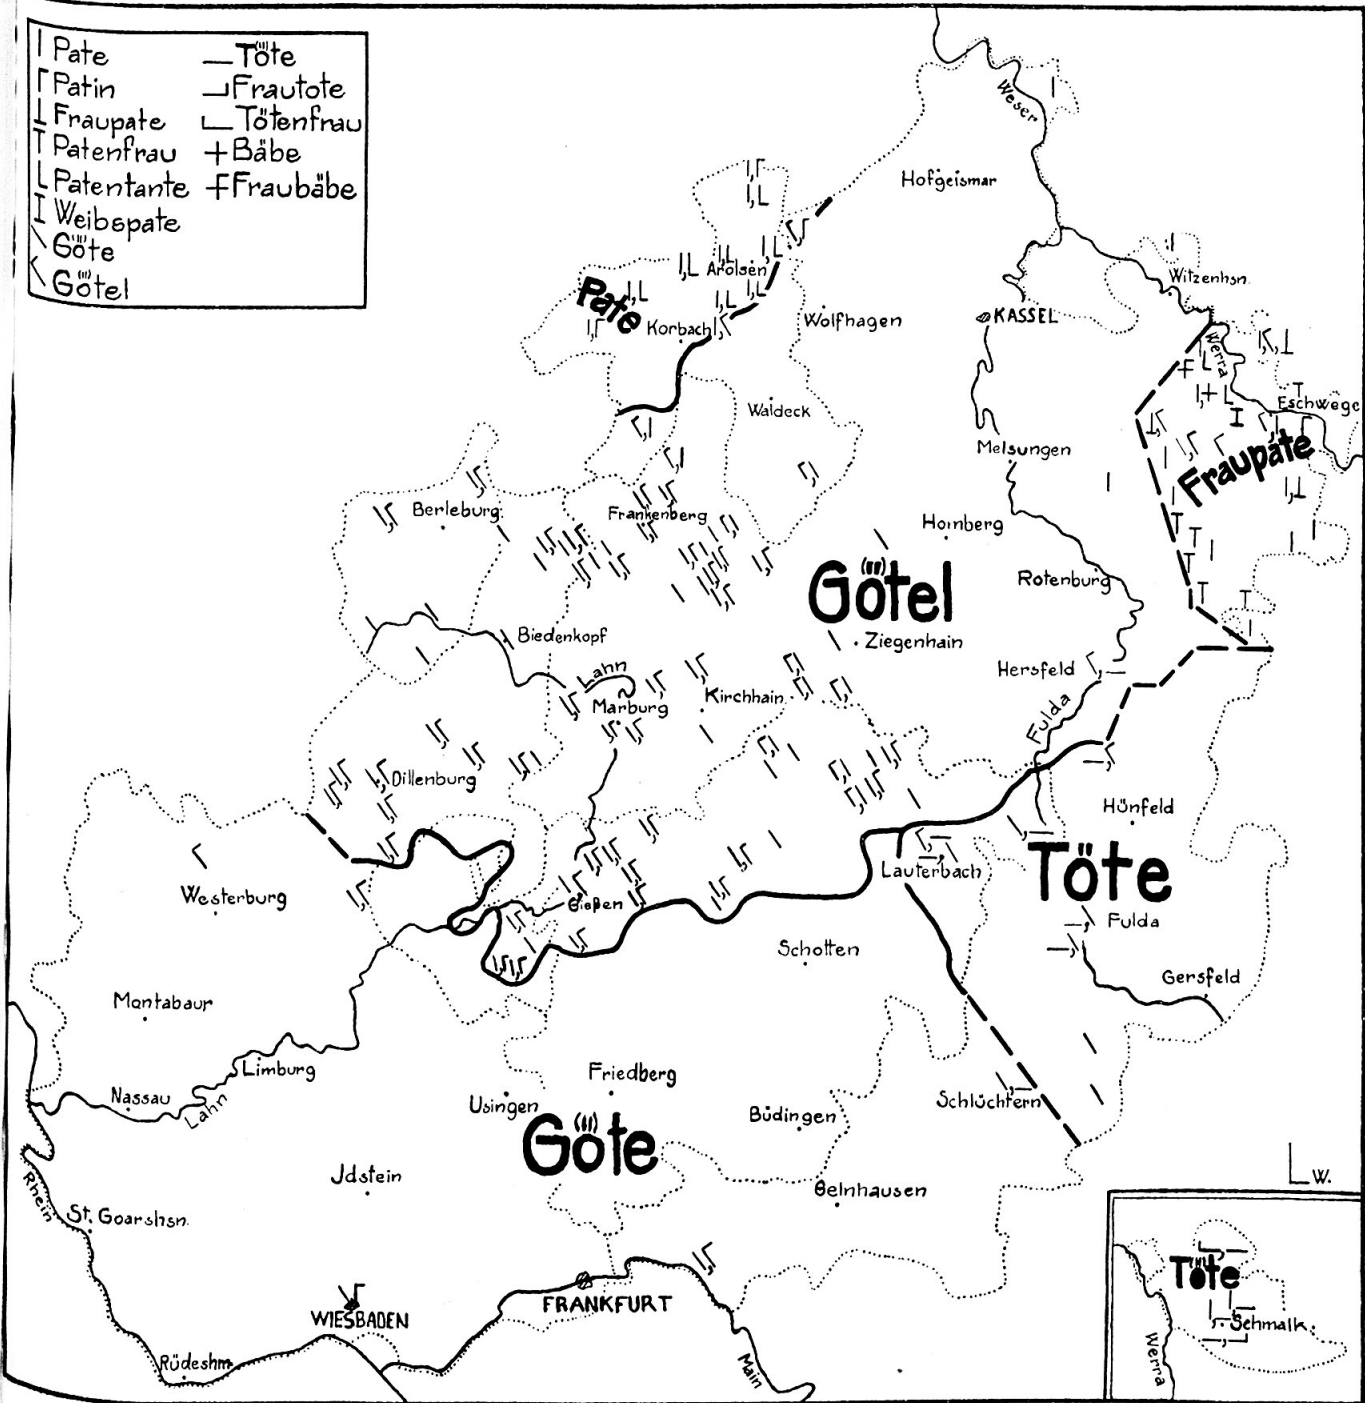 Pate
Patin
Fraupate
Patenfrau
Patentante
Weibspate
Göte
Götel
Töte
Frautote
Tötenfrau
Bäbe
Fraubäbe
Weser
Hofgeismar
Arolsen
Pate
Korbach
Wolfhagen
KASSEL
Witzenhsn.
Werra
Eschwege
Waldeck
Melsungen
Fraupate
Berleburg
Frankenberg
Homberg
Götel
Rotenburg
Biedenkopf
Ziegenhain
Lahn
Marburg
Kirchhain
Hersfeld
Fulda
Dillenburg
Hünfeld
Westerburg
Gießen
Lauterbach
Töte
Fulda
Schotten
Gersfeld
Montabaur
Limburg
Nassau
Lahn
Friedberg
Usingen
Büdingen
Schlüchtern
Göte
Jdstein
Gelnhausen
Rhein
St. Goarshsn.
L w.
Töte
Schmalk.
Werra
WIESBADEN
FRANKFURT
Rüdeshm.
Main